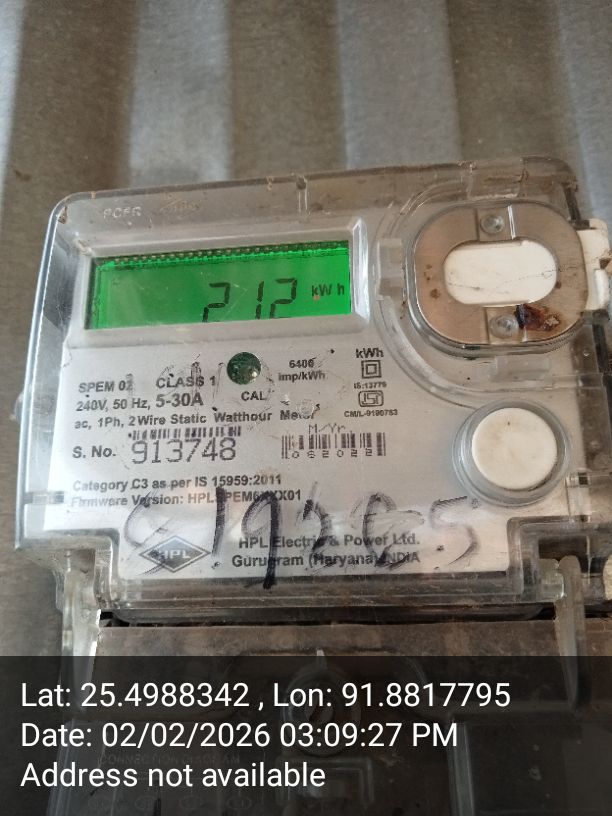 212 kWh
6400
imp/kWh
kWh
IS:13779
ISI
CM/L-9190783
SPEM 02 CLASS 1
CAL
240V, 50 Hz, 5-30A
ac, 1Ph, 2 Wire Static Watthour Meter
M/Yr.
S. No. 913748
062022
Category C3 as per IS 15959:2011
HPL
HPL Electric & Power Ltd.
Gurugram (Haryana) INDIA
Lat: 25.4988342 , Lon: 91.8817795
Date: 02/02/2026 03:09:27 PM
Address not available